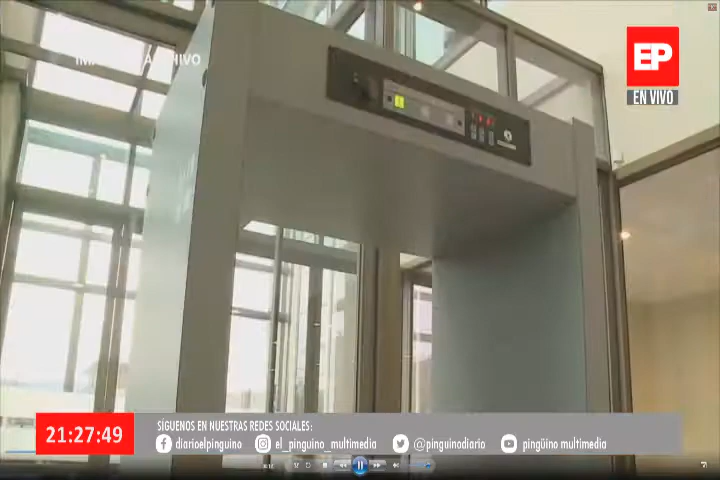 EP
EN VIVO
21:27:49
SÍGUENOS EN NUESTRAS REDES SOCIALES:
diarioelpinguino
el_pinguino_multimedia
@pinguinodiario
pingüino multimedia